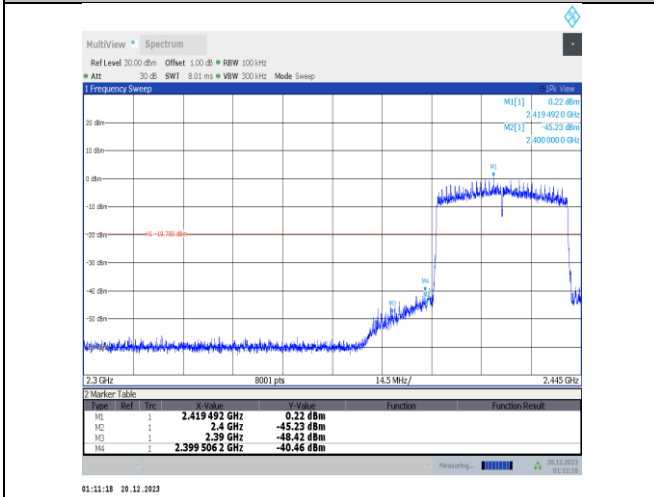 MultiView Spectrum
Ref Level 30.00 dBm Offset 1.00 dB RBW 100 kHz
Att 30 dB SWT 8.01 ms VBW 300 kHz Mode Sweep
1 Frequency Sweep 1Pk View
M1[1] 0.22 dBm
2.419 492 0 GHz
M2[1] -45.23 dBm
2.400 000 0 GHz
20 dBm
10 dBm
M1
0 dBm
-10 dBm
-20 dBm H1 -19.780 dBm
-30 dBm
-40 dBm
M4
M2
M3
-50 dBm
-60 dBm
2.3 GHz 8001 pts 14.5 MHz/ 2.445 GHz
2 Marker Table
Type Ref Trc X-Value Y-Value Function Function Result
M1 1 2.419 492 GHz 0.22 dBm
M2 1 2.4 GHz -45.23 dBm
M3 1 2.39 GHz -48.42 dBm
M4 1 2.399 506 2 GHz -40.46 dBm
Measuring... 20.12.2023
01:11:18
01:11:18 20.12.2023